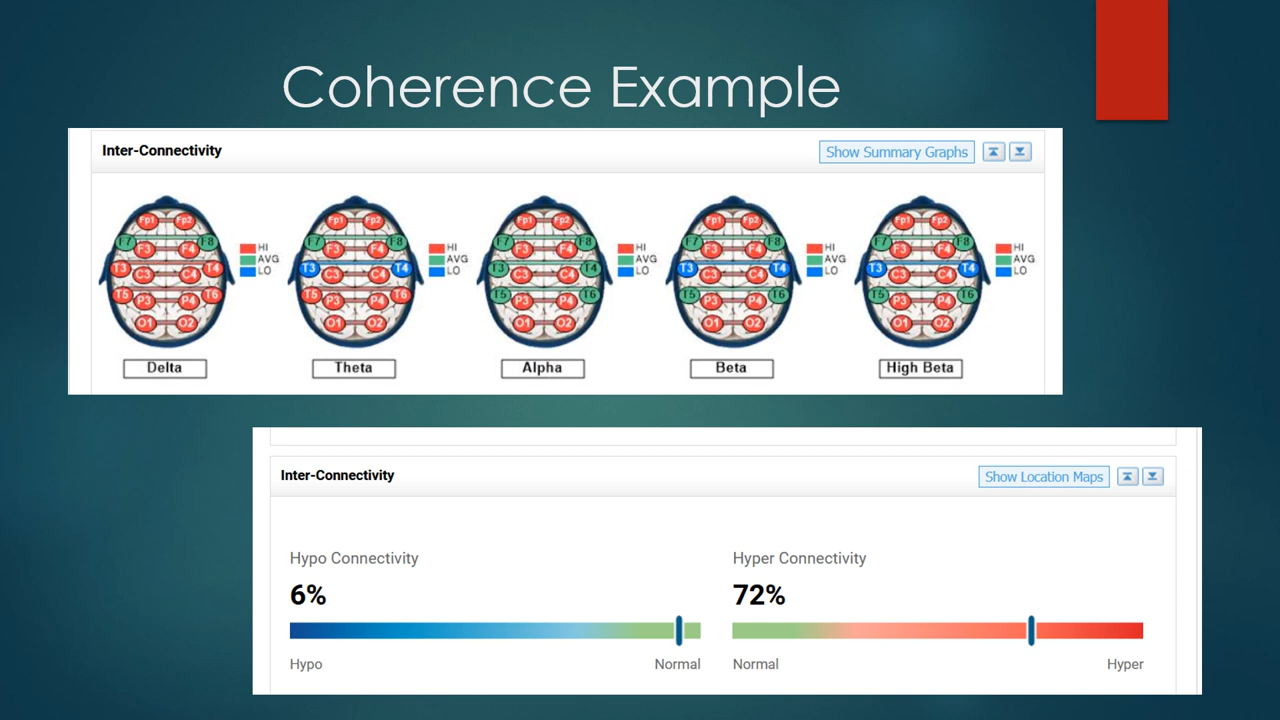 Coherence Example
Inter-Connectivity
Show Summary Graphs
Fp1 Fp2
F7 F3 F4 F8
T3 C3 C4 T4
T5 P3 P4 T6
O1 O2
HI
AVG
LO
Delta
Fp1 Fp2
F7 F3 F4 F8
T3 C3 C4 T4
T5 P3 P4 T6
O1 O2
HI
AVG
LO
Theta
Fp1 Fp2
F7 F3 F4 F8
T3 C3 C4 T4
T5 P3 P4 T6
O1 O2
HI
AVG
LO
Alpha
Fp1 Fp2
F7 F3 F4 F8
T3 C3 C4 T4
T5 P3 P4 T6
O1 O2
HI
AVG
LO
Beta
Fp1 Fp2
F7 F3 F4 F8
T3 C3 C4 T4
T5 P3 P4 T6
O1 O2
HI
AVG
LO
High Beta
Inter-Connectivity
Show Location Maps
Hypo Connectivity
6%
Hypo Normal
Hyper Connectivity
72%
Normal Hyper